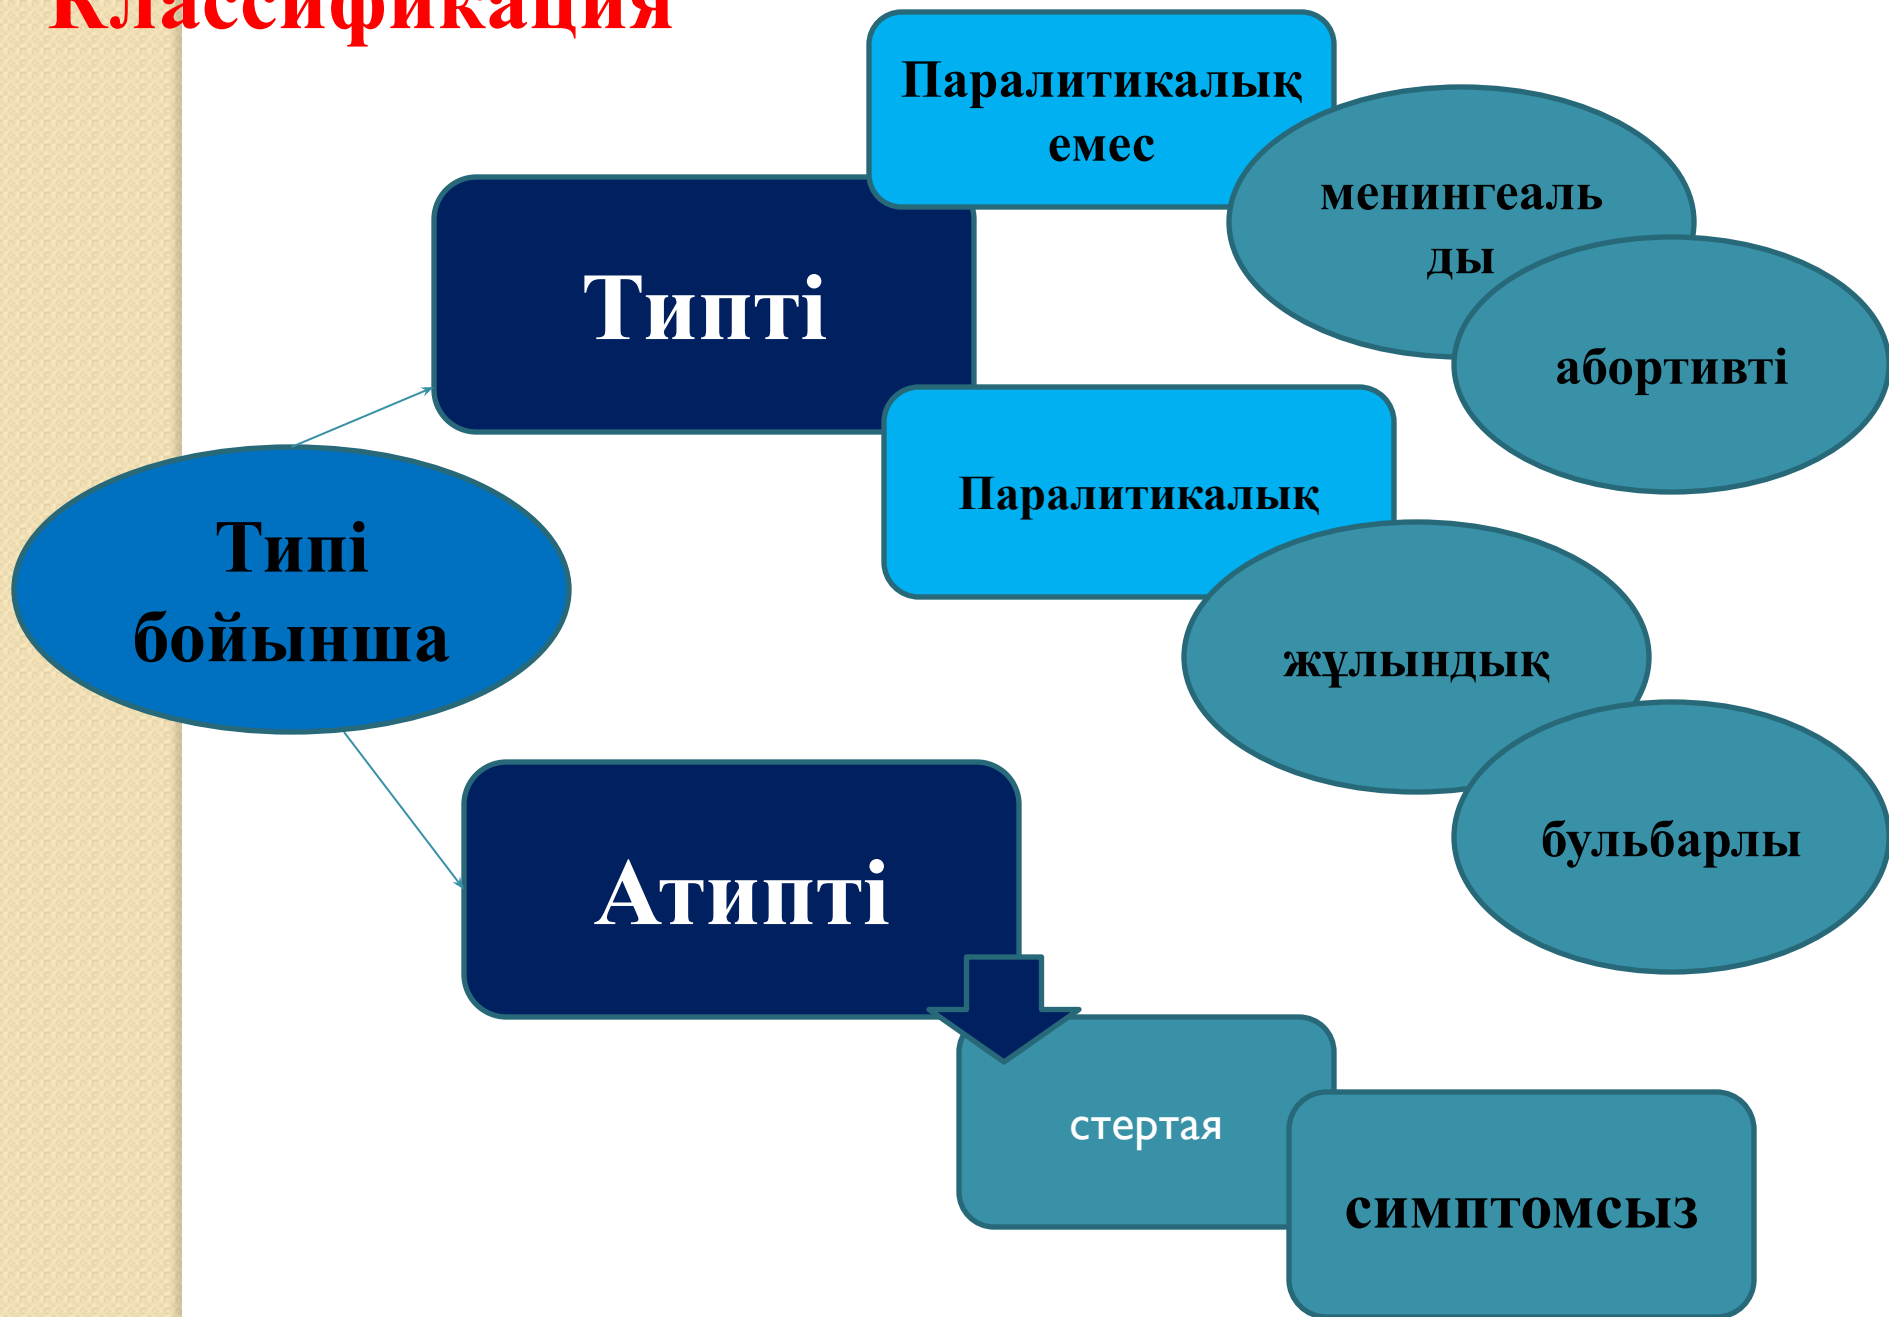 Классификация
Паралитикалық
емес
менингеаль
ды
абортивті
Типті
Паралитикалық
жұлындық
бульбарлы
Типі
бойынша
Атипті
стертая
симптомсыз